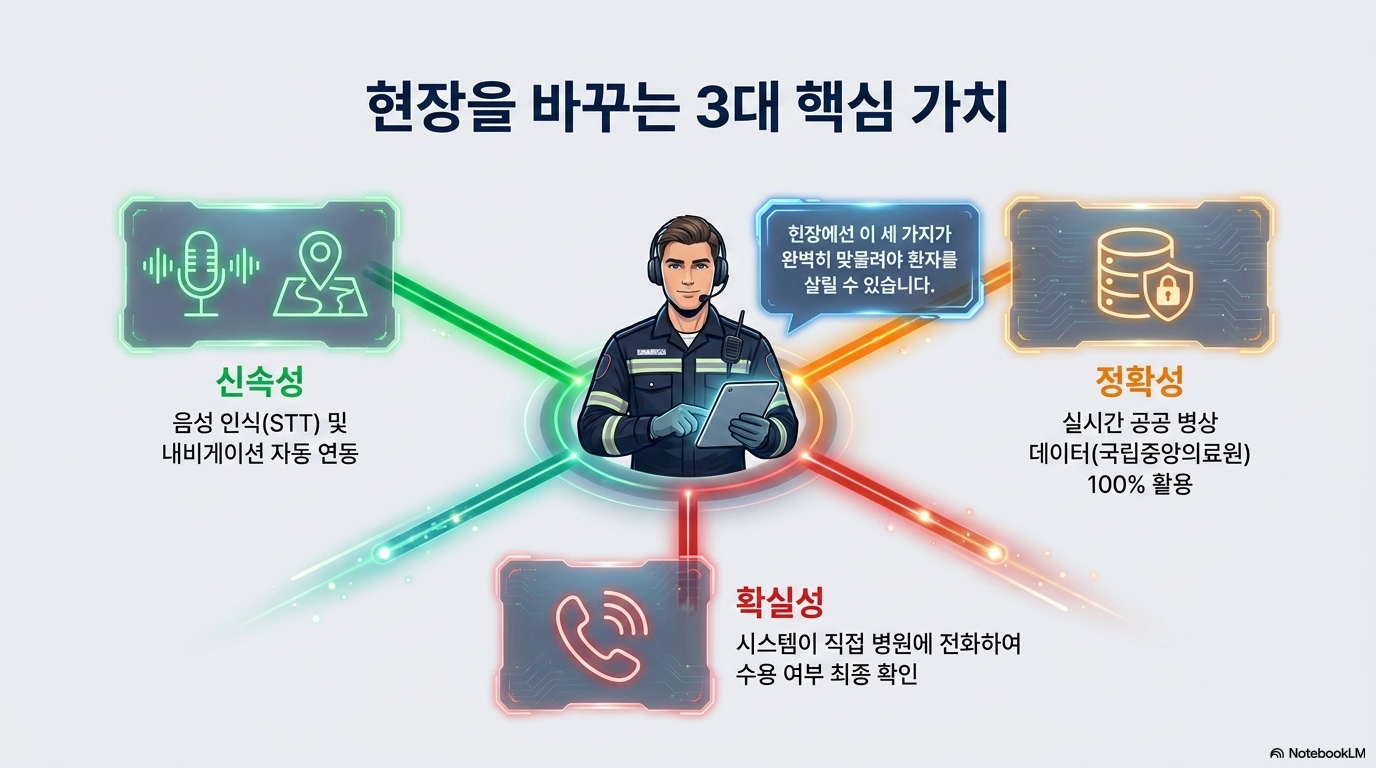 현장을 바꾸는 3대 핵심 가치
힌장에선 이 세 가지가
완벽히 맞물려야 환자를
살릴 수 있습니다.
신속성
음성 인식(STT) 및
내비게이션 자동 연동
정확성
실시간 공공 병상
데이터(국립중앙의료원)
100% 활용
확실성
시스템이 직접 병원에 전화하여
수용 여부 최종 확인
NotebookLM